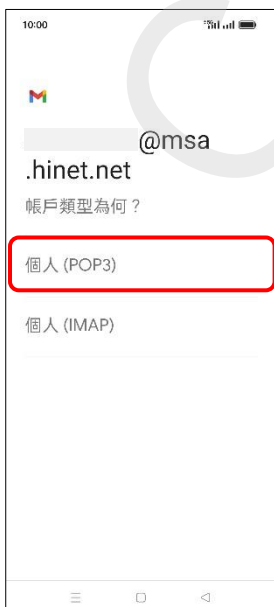 10:00
@msa
.hinet.net
帳戶類型為何？
個人 (POP3)
個人 (IMAP)